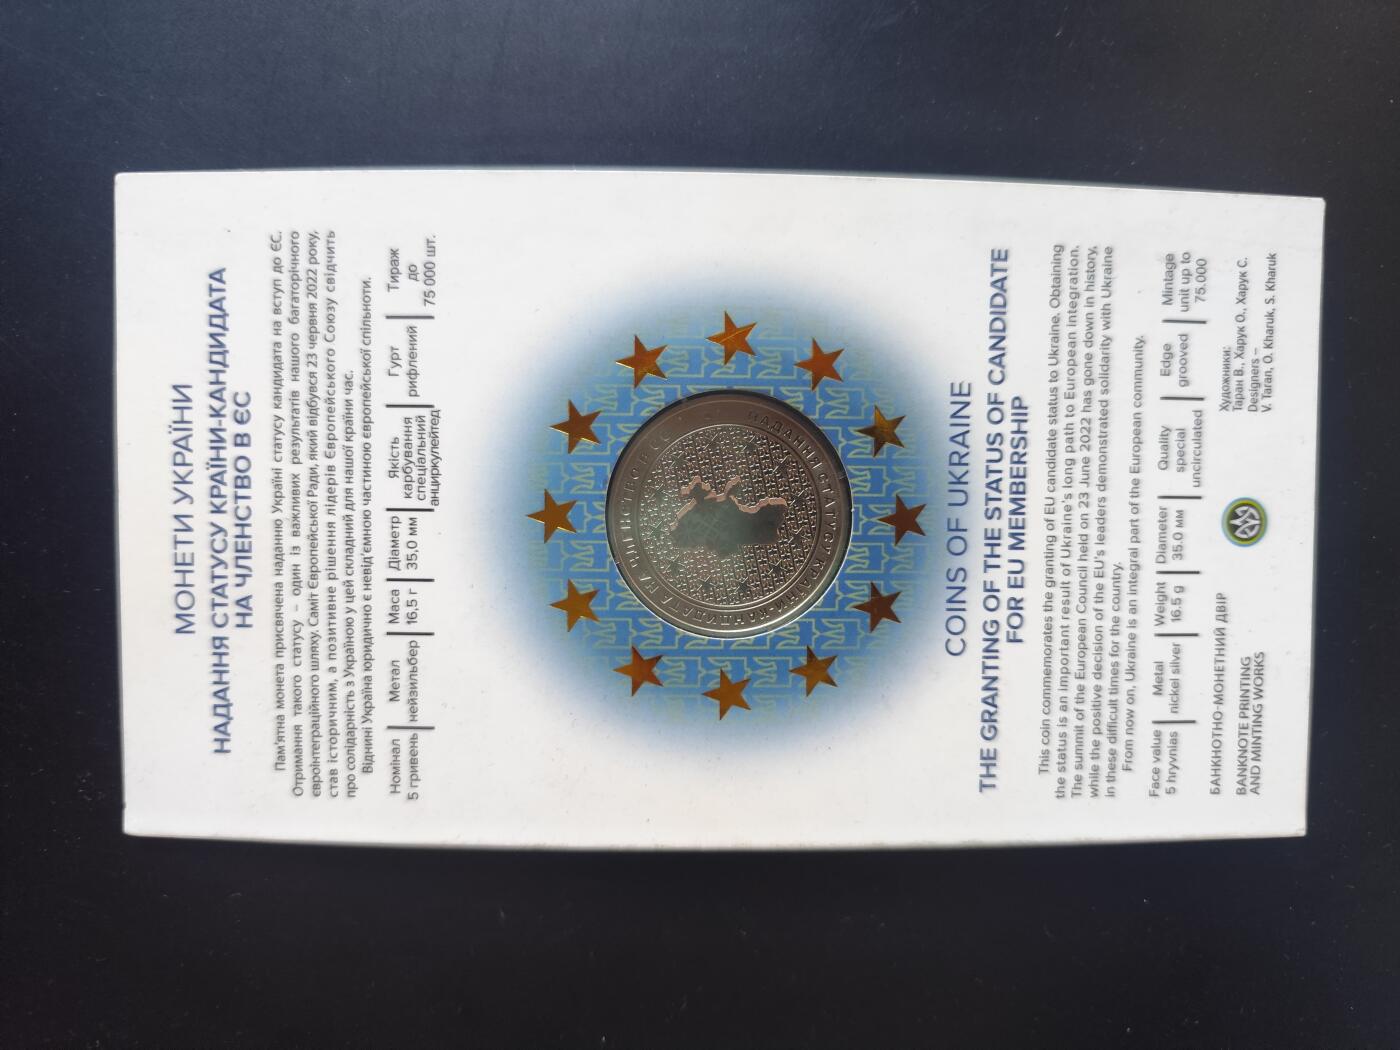 МОНЕТИ УКРАЇНИ
НАДАННЯ СТАТУСУ КРАЇНИ-КАНДИДАТА
НА ЧЛЕНСТВО В ЄС
Пам'ятна монета присвячена наданню Україні статусу кандидата на вступ до ЄС.
Отримання такого статусу – один із важливих результатів нашого багаторічного
євроінтеграційного шляху. Саміт Європейської Ради, який відбувся 23 червня 2022 року,
став історичним, а позитивне рішення лідерів Європейського Союзу свідчить
про солідарність з Україною у цей складний для нашої країни час.
Віднині Україна юридично є невід'ємною частиною європейської спільноти.
Номінал
5 гривень
Метал
нейзильбер
Маса
16,5 г
Діаметр
35,0 мм
Якість
карбування
спеціальний
анциркулейтед
Гурт
рифлений
Тираж
до
75 000 шт.
НАДАННЯ СТАТУСУ КРАЇНИ-КАНДИДАТА НА ЧЛЕНСТВО В ЄС
COINS OF UKRAINE
THE GRANTING OF THE STATUS OF CANDIDATE
FOR EU MEMBERSHIP
This coin commemorates the granting of EU candidate status to Ukraine. Obtaining
the status is an important result of Ukraine's long path to European integration.
The summit of the European Council held on 23 June 2022 has gone down in history,
while the positive decision of the EU's leaders demonstrated solidarity with Ukraine
in these difficult times for the country.
From now on, Ukraine is an integral part of the European community.
Face value
5 hryvnias
Metal
nickel silver
Weight
16.5 g
Diameter
35.0 мм
Quality
special
uncirculated
Edge
grooved
Mintage
unit up to
75.000
БАНКНОТНО-МОНЕТНИЙ ДВІР
BANKNOTE PRINTING
AND MINTING WORKS
Художники:
Таран В., Харук О., Харук С.
Designers –
V. Taran, O. Kharuk, S. Kharuk